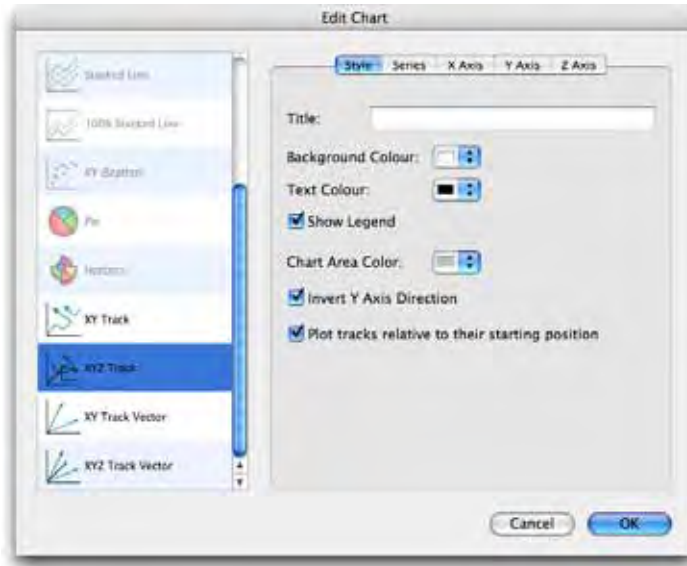 Edit Chart
Stacked Line
100% Stacked Line
XY (Scatter)
Pie
XY Track
XYZ Track
XY Track Vector
XYZ Track Vector
Style Series X Axis Y Axis Z Axis
Title:
Background Colour:
Text Colour:
Show Legend
Chart Area Color:
Invert Y Axis Direction
Plot tracks relative to their starting position
Cancel OK